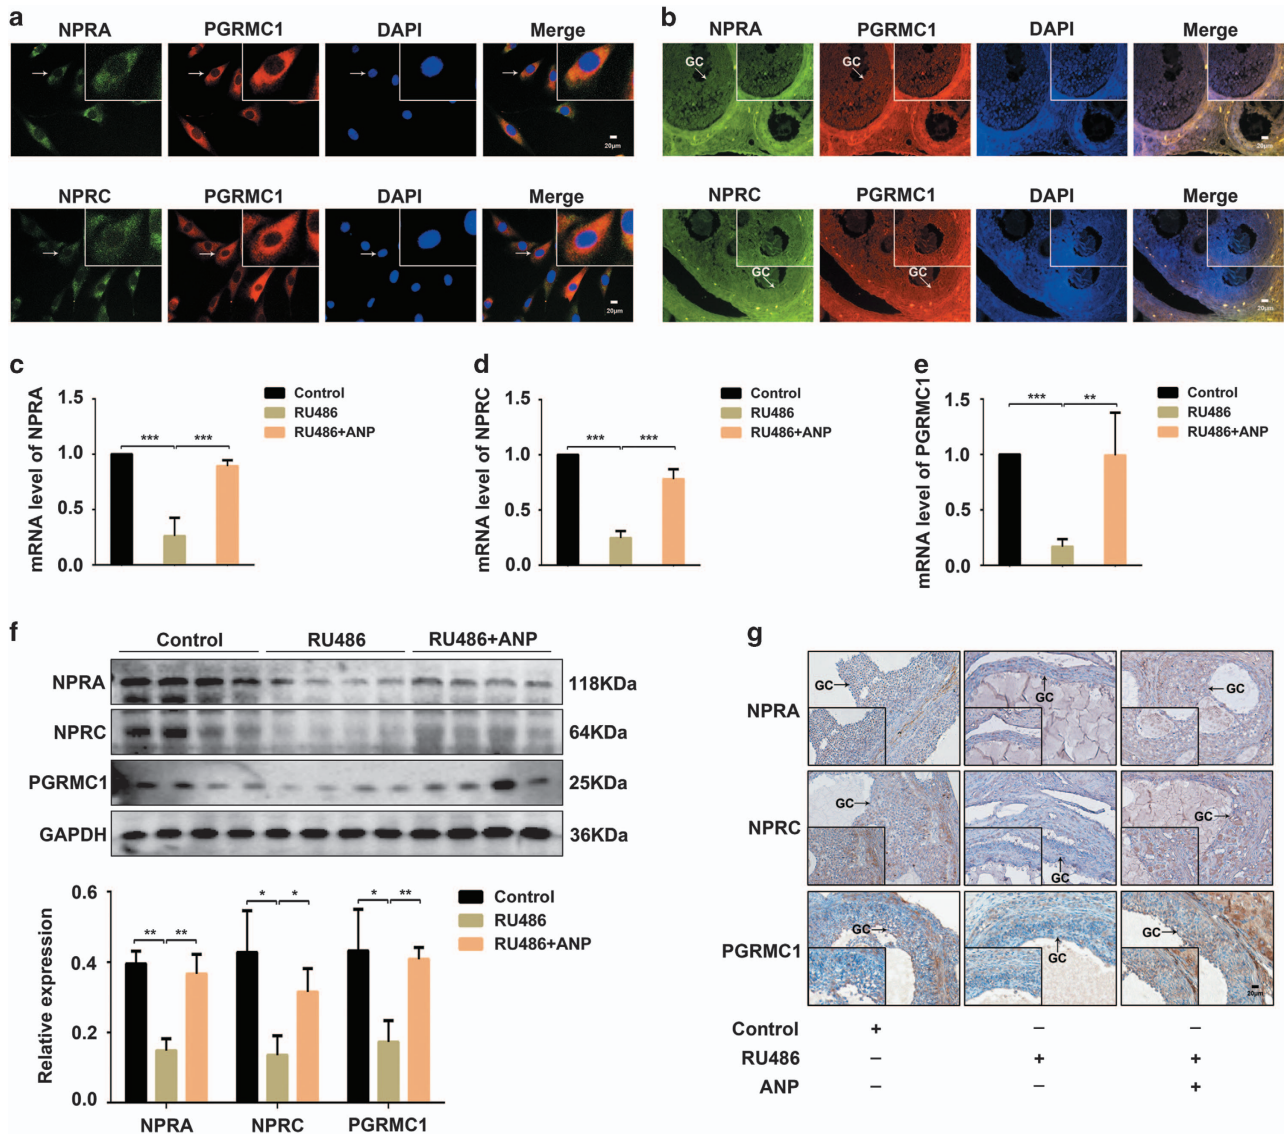 a
NPRA PGRMC1 DAPI Merge
20μm
NPRC PGRMC1 DAPI Merge
20μm
b
NPRA PGRMC1 DAPI Merge
GC GC
20μm
NPRC PGRMC1 DAPI Merge
GC GC
20μm
c
mRNA level of NPRA
1.5
1.0
0.5
0.0
*** ***
Control
RU486
RU486+ANP
d
mRNA level of NPRC
1.5
1.0
0.5
0.0
*** ***
Control
RU486
RU486+ANP
e
mRNA level of PGRMC1
1.5
1.0
0.5
0.0
*** **
Control
RU486
RU486+ANP
f
Control RU486 RU486+ANP
NPRA 118KDa
NPRC 64KDa
PGRMC1 25KDa
GAPDH 36KDa
Relative expression
0.6
0.4
0.2
0.0
** ** * * * **
NPRA NPRC PGRMC1
Control
RU486
RU486+ANP
g
NPRA GC GC GC
NPRC GC GC GC
PGRMC1 GC GC GC
20μm
Control + – –
RU486 – + +
ANP – – +